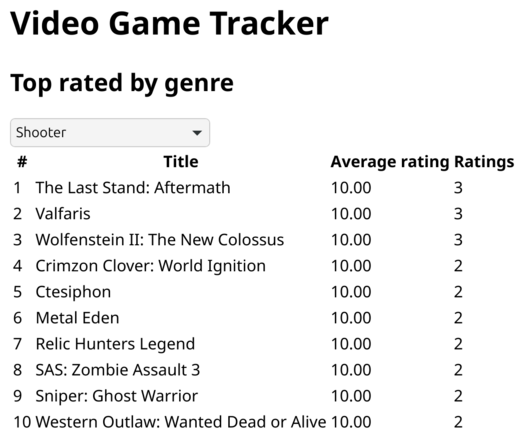 Video Game Tracker
Top rated by genre
Shooter
# Title Average rating Ratings
1 The Last Stand: Aftermath 10.00 3
2 Valfaris 10.00 3
3 Wolfenstein II: The New Colossus 10.00 3
4 Crimzon Clover: World Ignition 10.00 2
5 Ctesiphon 10.00 2
6 Metal Eden 10.00 2
7 Relic Hunters Legend 10.00 2
8 SAS: Zombie Assault 3 10.00 2
9 Sniper: Ghost Warrior 10.00 2
10 Western Outlaw: Wanted Dead or Alive 10.00 2